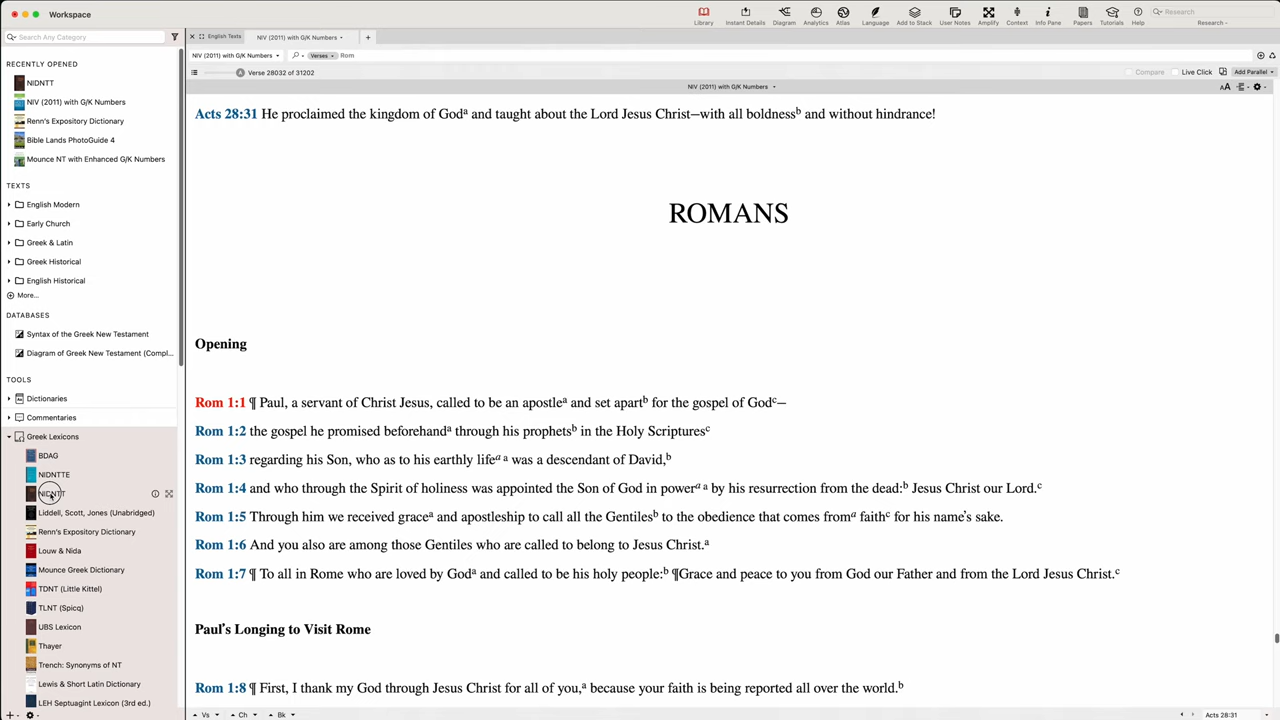 Workspace
Library
Instant Details
Diagram
Analytics
Atlas
Language
Add to Stack
User Notes
Amplify
Context
Info Pane
Papers
Tutorials
Help
Research
Research
Search Any Category
English Texts
NIV (2011) with G/K Numbers
NIV (2011) with G/K Numbers
Verses
Rom
Verse 28032 of 31202
Compare
Live Click
Add Parallel
NIV (2011) with G/K Numbers
AA
RECENTLY OPENED
NIDNTT
NIV (2011) with G/K Numbers
Renn's Expository Dictionary
Bible Lands PhotoGuide 4
Mounce NT with Enhanced G/K Numbers
TEXTS
English Modern
Early Church
Greek & Latin
Greek Historical
English Historical
More...
DATABASES
Syntax of the Greek New Testament
Diagram of Greek New Testament (Compl...
TOOLS
Dictionaries
Commentaries
Greek Lexicons
BDAG
NIDNTTE
NIDNTT
Liddell, Scott, Jones (Unabridged)
Renn's Expository Dictionary
Louw & Nida
Mounce Greek Dictionary
TDNT (Little Kittel)
TLNT (Spicq)
UBS Lexicon
Thayer
Trench: Synonyms of NT
Lewis & Short Latin Dictionary
LEH Septuagint Lexicon (3rd ed.)
Acts 28:31 He proclaimed the kingdom of Godᵃ and taught about the Lord Jesus Christ—with all boldnessᵇ and without hindrance!
ROMANS
Opening
Rom 1:1 ¶ Paul, a servant of Christ Jesus, called to be an apostleᵃ and set apartᵇ for the gospel of Godᶜ—
Rom 1:2 the gospel he promised beforehandᵃ through his prophetsᵇ in the Holy Scripturesᶜ
Rom 1:3 regarding his Son, who as to his earthly lifeᵃ ᵃ was a descendant of David,ᵇ
Rom 1:4 and who through the Spirit of holiness was appointed the Son of God in powerᵃ ᵃ by his resurrection from the dead:ᵇ Jesus Christ our Lord.ᶜ
Rom 1:5 Through him we received graceᵃ and apostleship to call all the Gentilesᵇ to the obedience that comes fromᵃ faithᶜ for his name's sake.
Rom 1:6 And you also are among those Gentiles who are called to belong to Jesus Christ.ᵃ
Rom 1:7 ¶ To all in Rome who are loved by Godᵃ and called to be his holy people:ᵇ ¶Grace and peace to you from God our Father and from the Lord Jesus Christ.ᶜ
Paul's Longing to Visit Rome
Rom 1:8 ¶ First, I thank my God through Jesus Christ for all of you,ᵃ because your faith is being reported all over the world.ᵇ
Vs
Ch
Bk
Acts 28:31